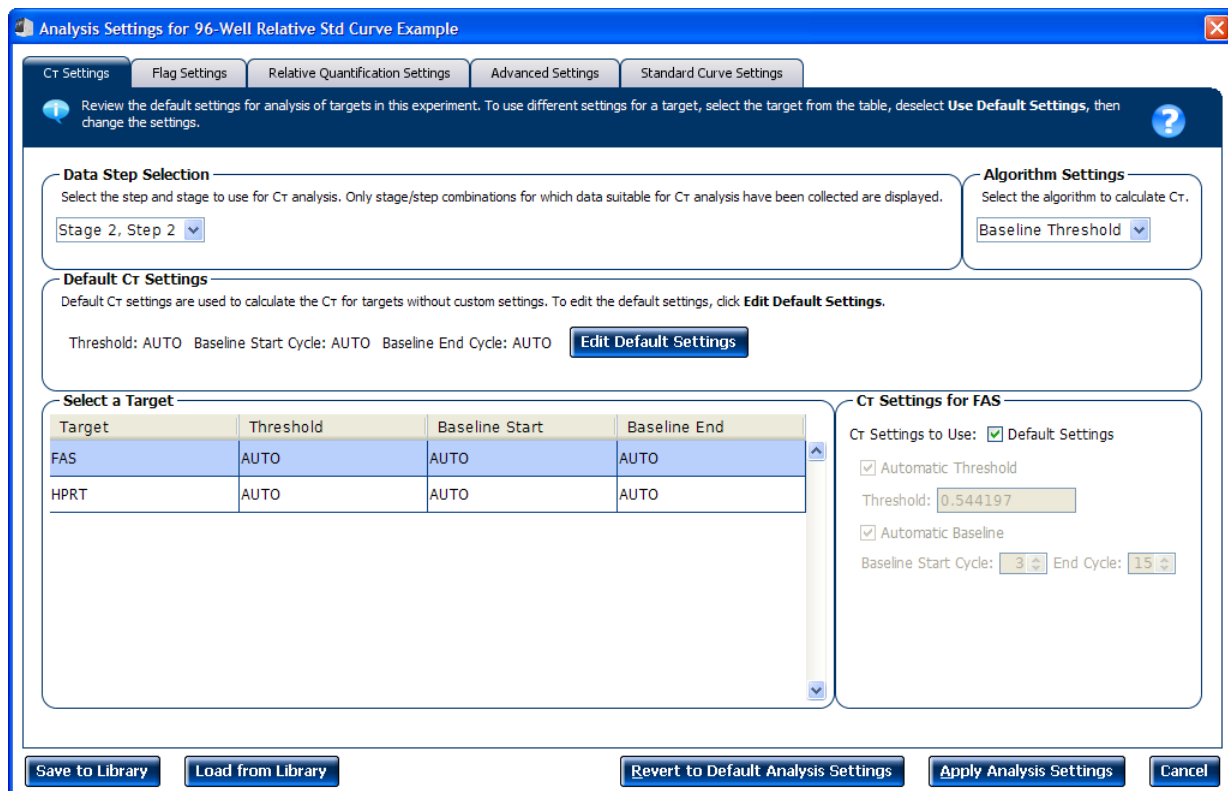 Analysis Settings for 96-Well Relative Std Curve Example
CT Settings
Flag Settings
Relative Quantification Settings
Advanced Settings
Standard Curve Settings
Review the default settings for analysis of targets in this experiment. To use different settings for a target, select the target from the table, deselect Use Default Settings, then
change the settings.
Data Step Selection
Select the step and stage to use for CT analysis. Only stage/step combinations for which data suitable for CT analysis have been collected are displayed.
Stage 2, Step 2
Algorithm Settings
Select the algorithm to calculate CT.
Baseline Threshold
Default CT Settings
Default CT settings are used to calculate the CT for targets without custom settings. To edit the default settings, click Edit Default Settings.
Threshold: AUTO Baseline Start Cycle: AUTO Baseline End Cycle: AUTO Edit Default Settings
Select a Target
Target Threshold Baseline Start Baseline End
FAS AUTO AUTO AUTO
HPRT AUTO AUTO AUTO
CT Settings for FAS
CT Settings to Use: Default Settings
Automatic Threshold
Threshold: 0.544197
Automatic Baseline
Baseline Start Cycle: 3 End Cycle: 15
Save to Library
Load from Library
Revert to Default Analysis Settings
Apply Analysis Settings
Cancel